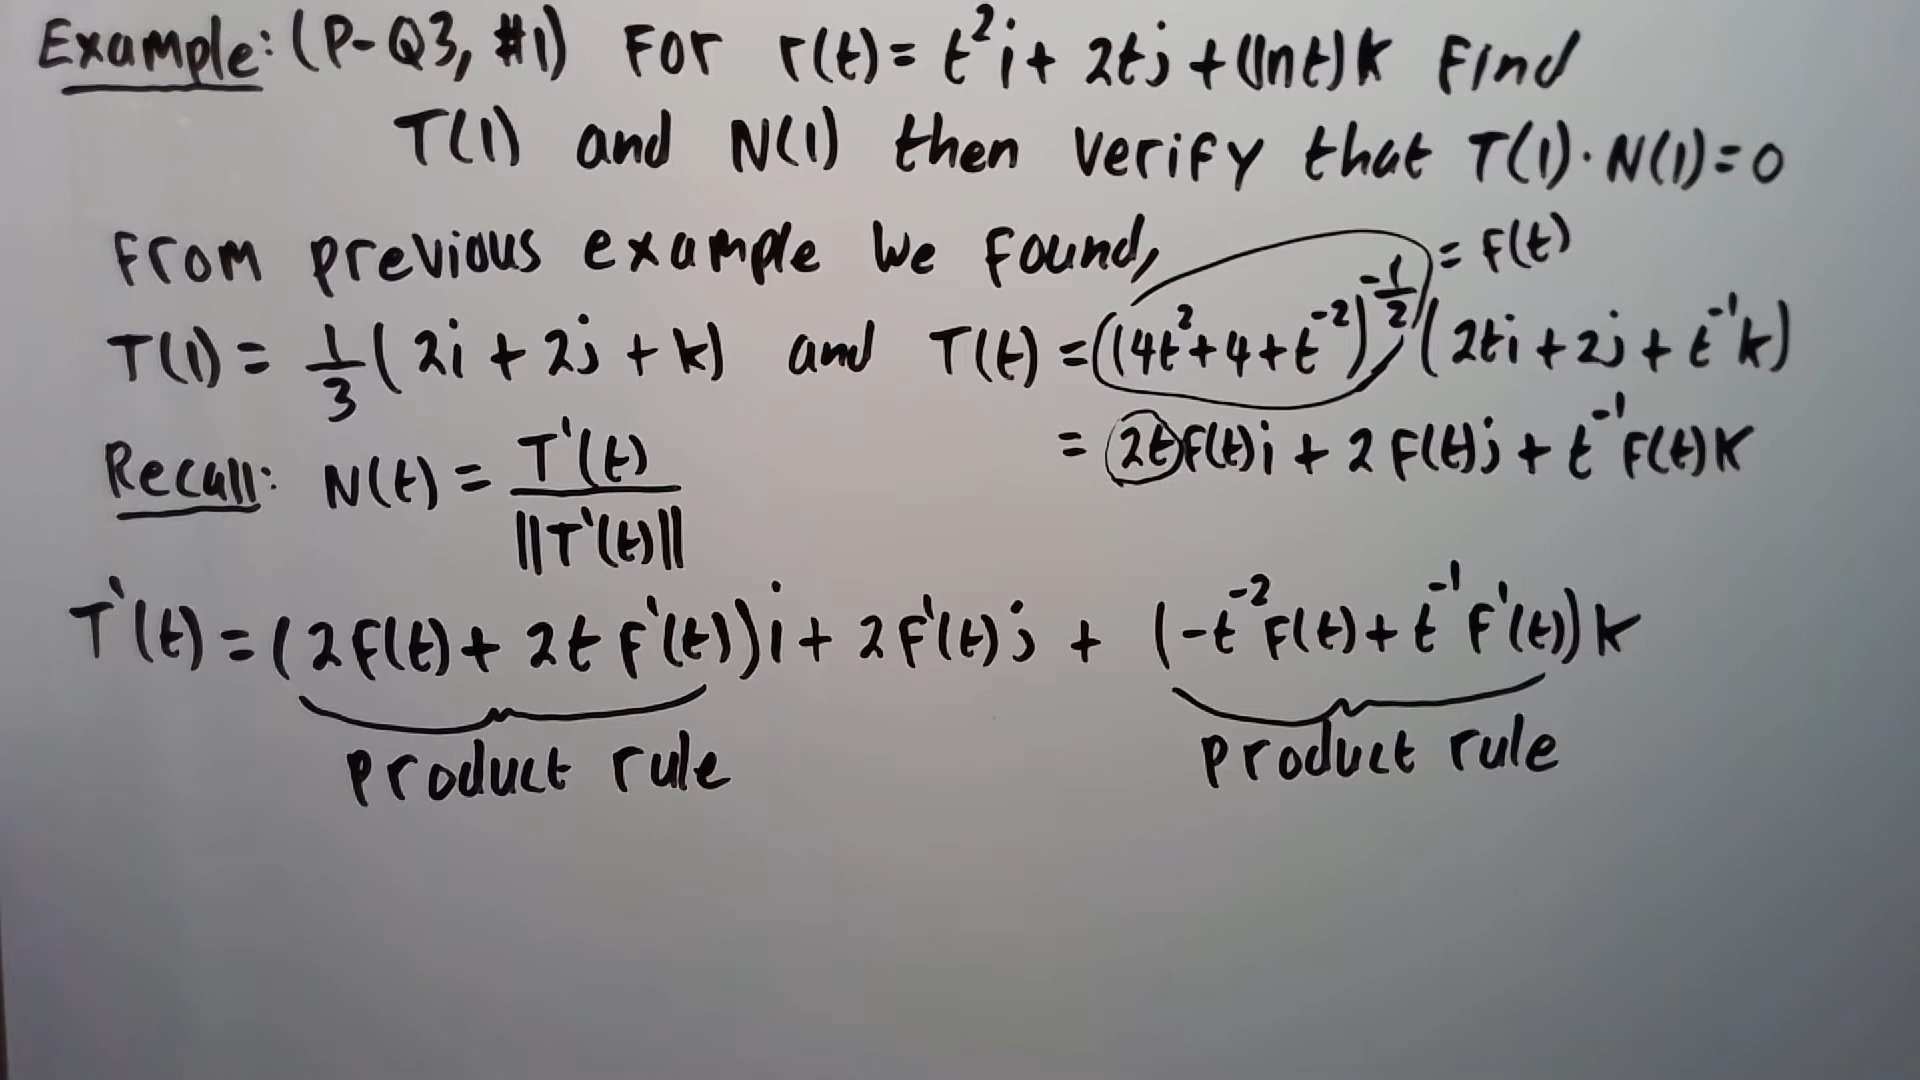 Example: (P-Q3, #1) For r(t) = t²i + 2tj + (ln t)k Find
T(1) and N(1) then verify that T(1)·N(1)=0
From previous example we found,
T(1) = 1/3 (2i + 2j + k) and T(t) = ((4t²+4+t⁻²)^(-1/2)) (2ti + 2j + t⁻¹k)
= F(t)
= 2t F(t)i + 2 F(t)j + t⁻¹ F(t)k
Recall: N(t) = T'(t) / ||T'(t)||
T'(t) = (2F(t) + 2t F'(t))i + 2F'(t)j + (-t⁻²F(t) + t⁻¹F'(t))k
product rule product rule